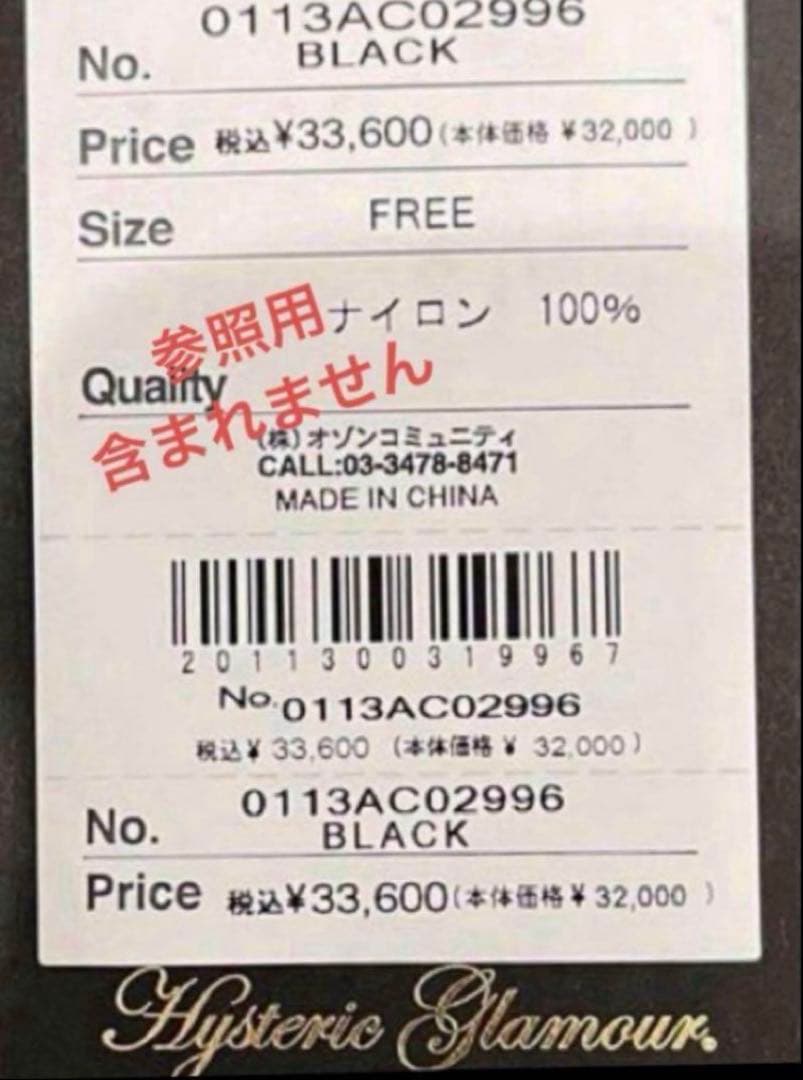 0113AC02996
No. BLACK
Price 税込¥33,600(本体価格 ¥32,000 )
Size FREE
参照用
ナイロン 100%
Quality
含まれません
(株)オゾンコミュニティ
CALL:03-3478-8471
MADE IN CHINA
2011300319967
No.0113AC02996
税込¥ 33,600 (本体価格 ¥ 32,000)
0113AC02996
No. BLACK
Price 税込¥33,600(本体価格¥ 32,000 )
Hysteric Glamour.